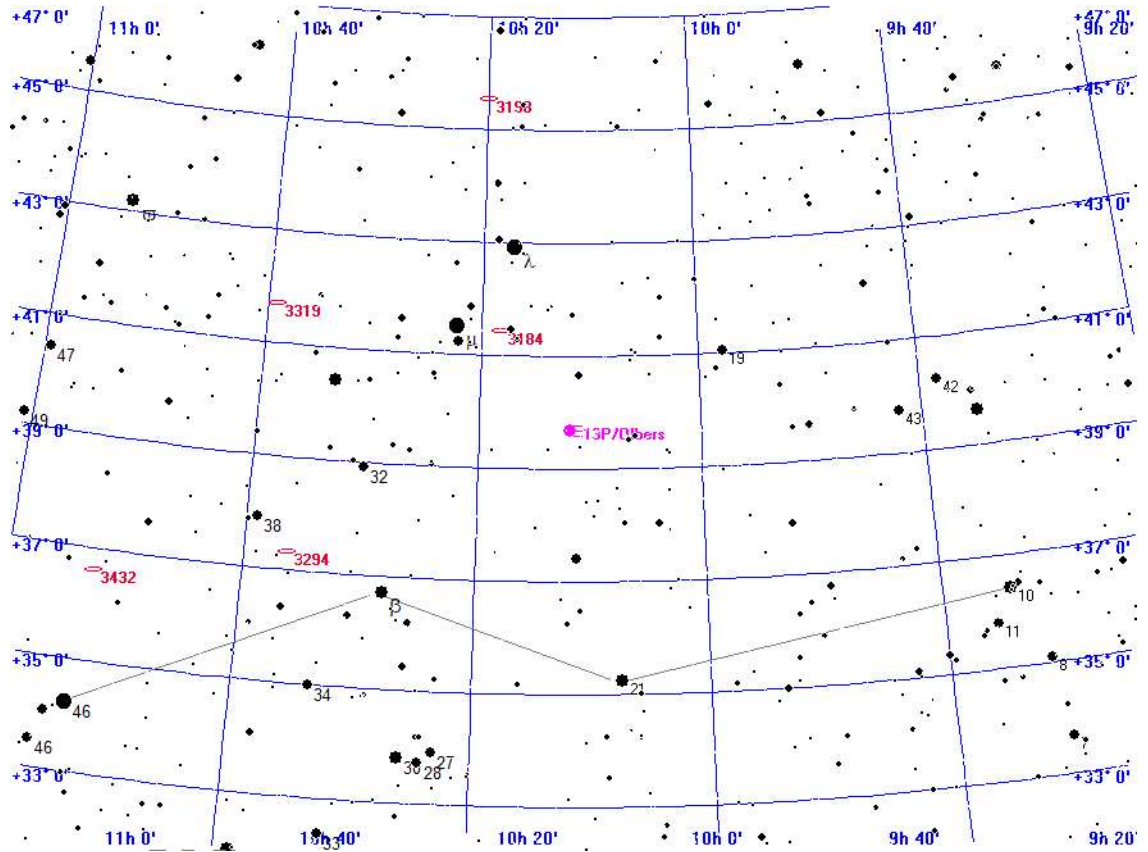 +47° 0'
11h 0'
10h 40'
10h 20'
10h 0'
9h 40'
+47° 0'
9h 20'
+45° 0'
3198
+45° 0'
+43° 0'
φ
+43° 0'
λ
3319
+41° 0'
μ
3184
19
+41° 0'
47
42
49
43
+39° 0'
13P/Olbers
+39° 0'
32
38
+37° 0'
3432
3294
+37° 0'
β
10
11
+35° 0'
8
+35° 0'
34
21
46
46
27
30
28
7
+33° 0'
+33° 0'
11h 0'
10h 40'
33
10h 20'
10h 0'
9h 40'
9h 20'